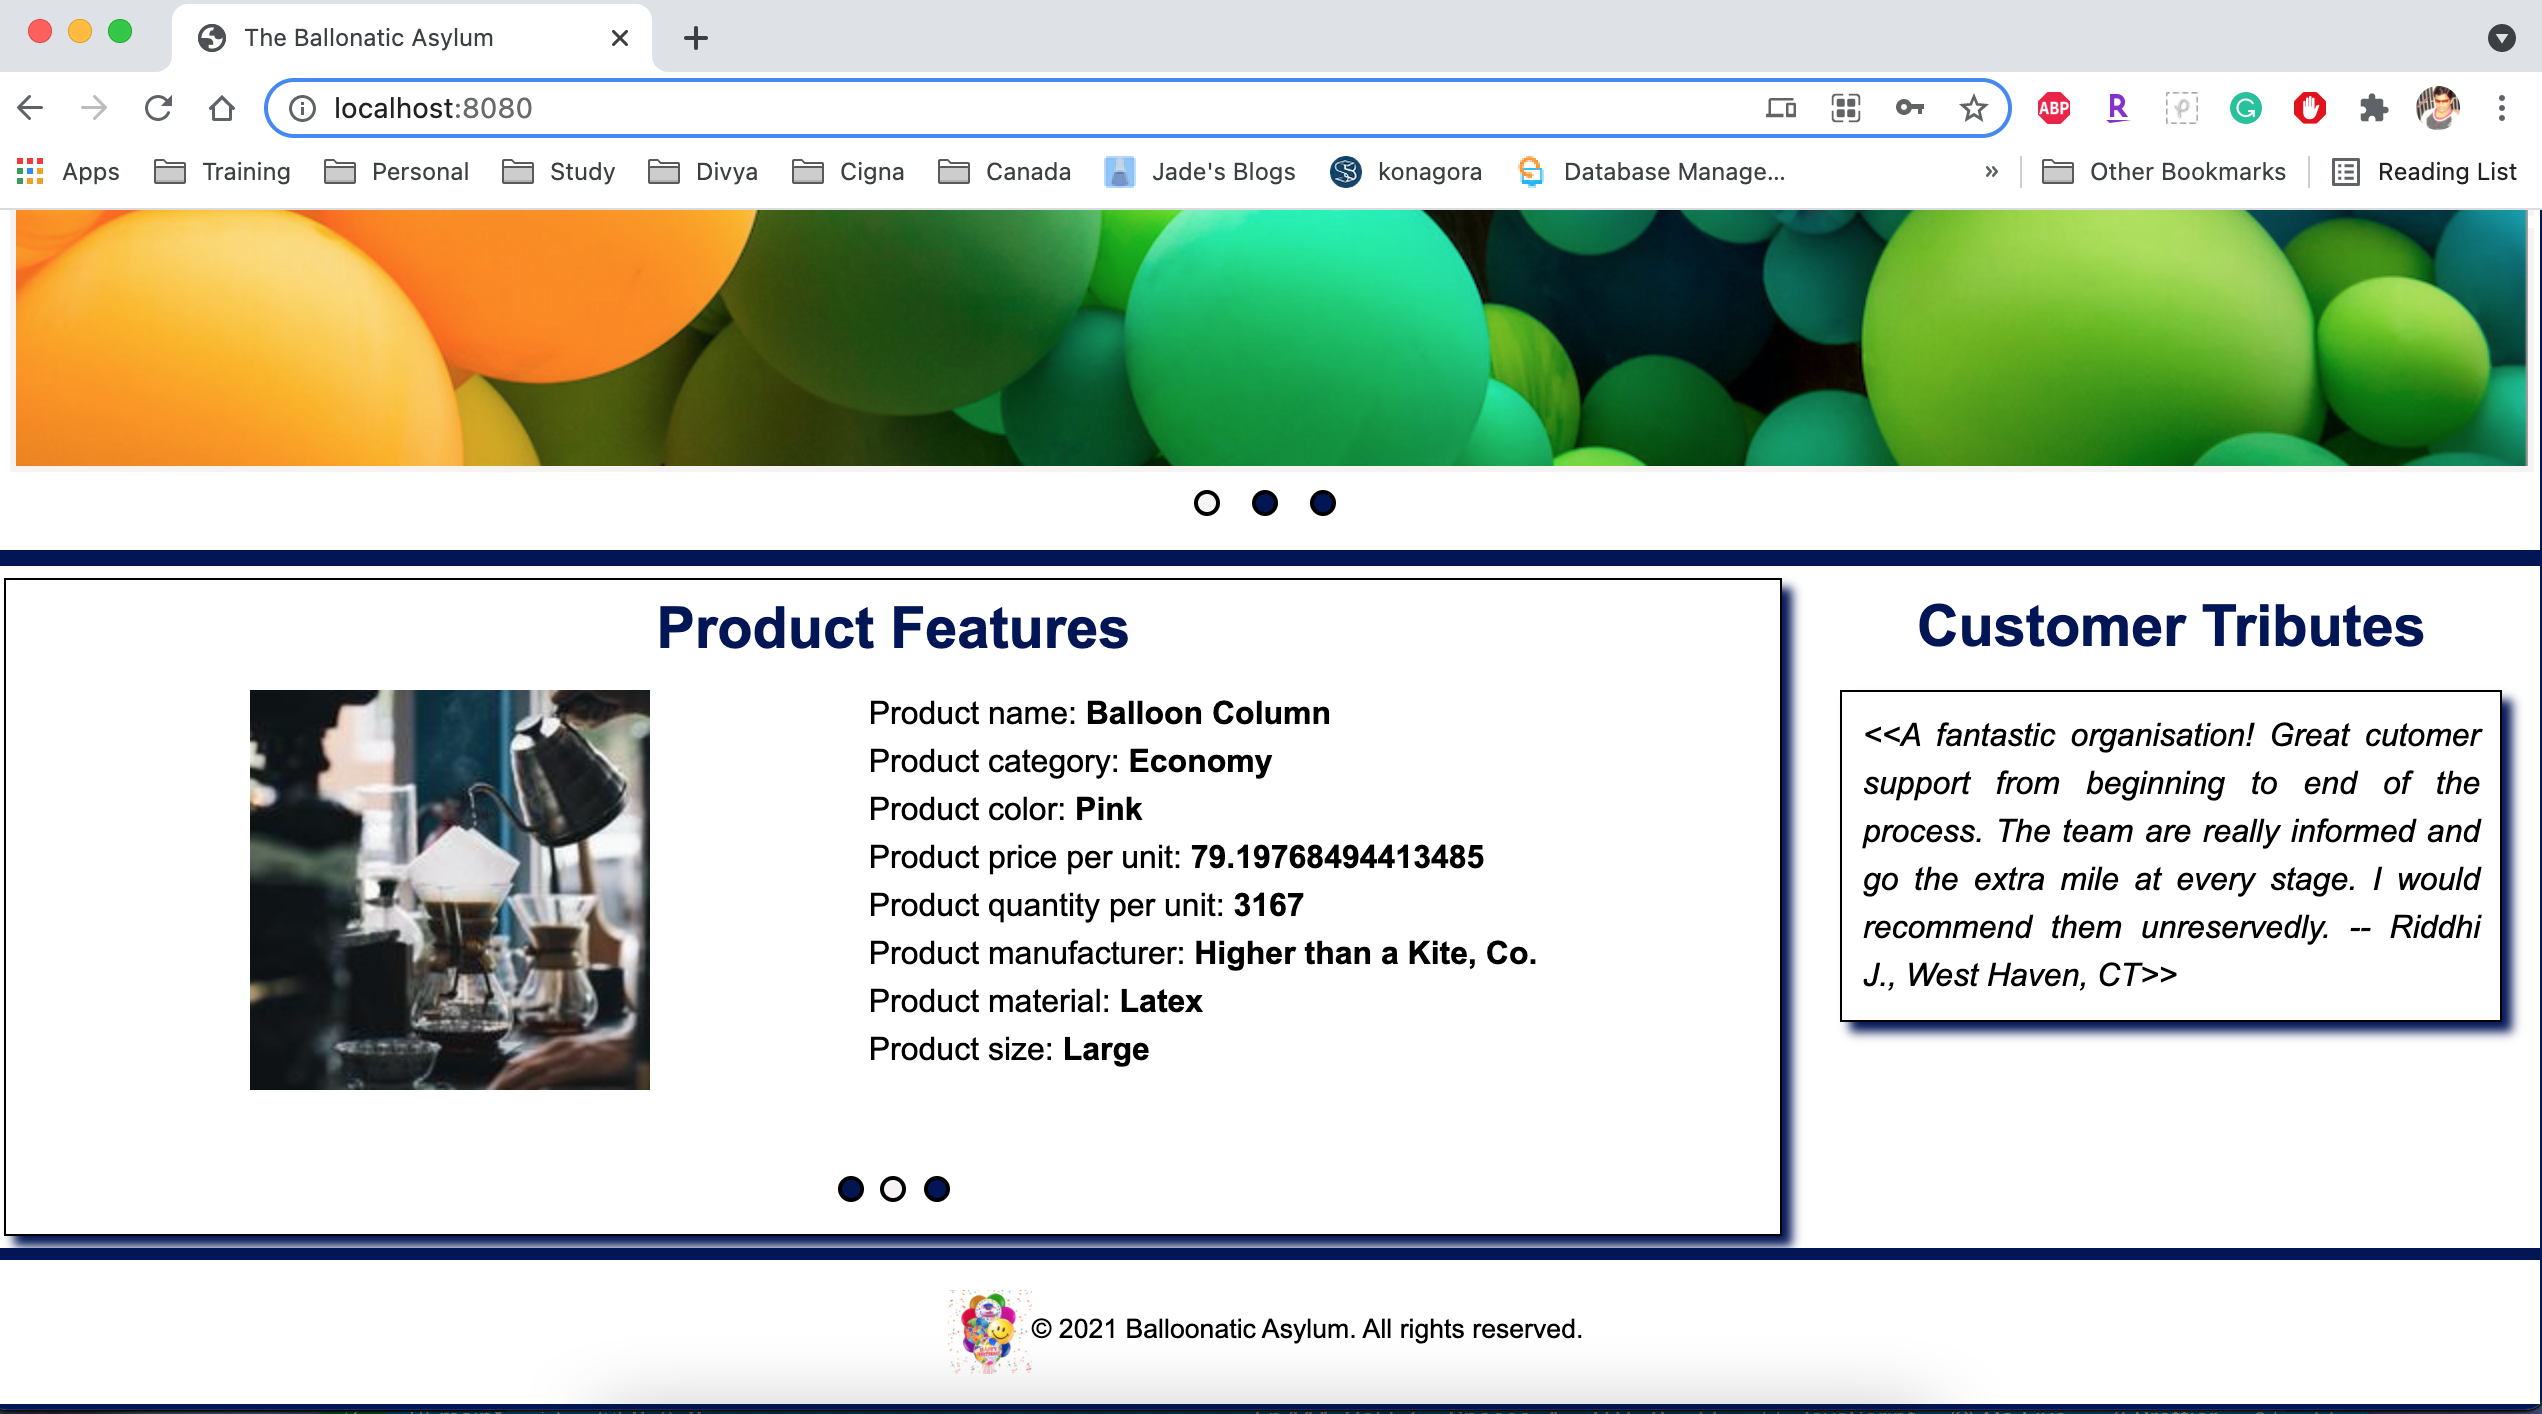 The Ballonatic Asylum
localhost:8080
ABP R G
Apps Training Personal Study Divya Cigna Canada Jade's Blogs konagora Database Manage... » Other Bookmarks Reading List
Product Features
Product name: Balloon Column
Product category: Economy
Product color: Pink
Product price per unit: 79.19768494413485
Product quantity per unit: 3167
Product manufacturer: Higher than a Kite, Co.
Product material: Latex
Product size: Large
Customer Tributes
<<A fantastic organisation! Great cutomer
support from beginning to end of the
process. The team are really informed and
go the extra mile at every stage. I would
recommend them unreservedly. -- Riddhi
J., West Haven, CT>>
© 2021 Balloonatic Asylum. All rights reserved.